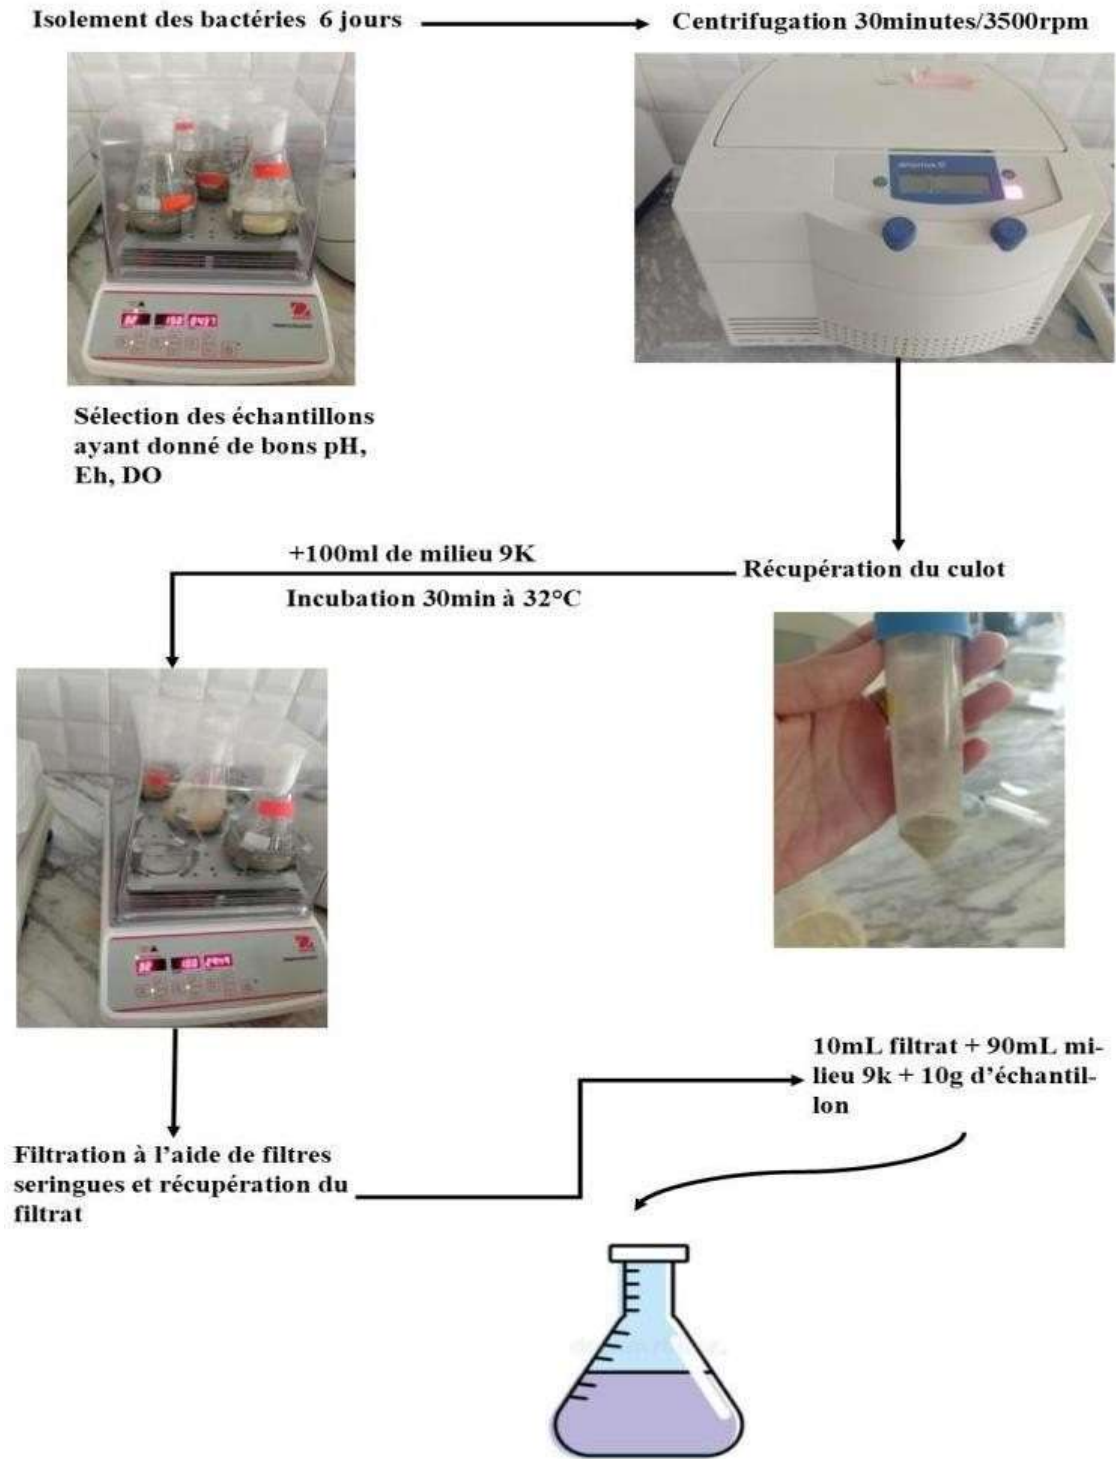 Isolement des bactéries 6 jours
Centrifugation 30minutes/3500rpm
Sélection des échantillons
ayant donné de bons pH,
Eh, DO
+100ml de milieu 9K
Incubation 30min à 32°C
Récupération du culot
10mL filtrat + 90mL mi-
lieu 9k + 10g d'échantil-
lon
Filtration à l'aide de filtres
seringues et récupération du
filtrat